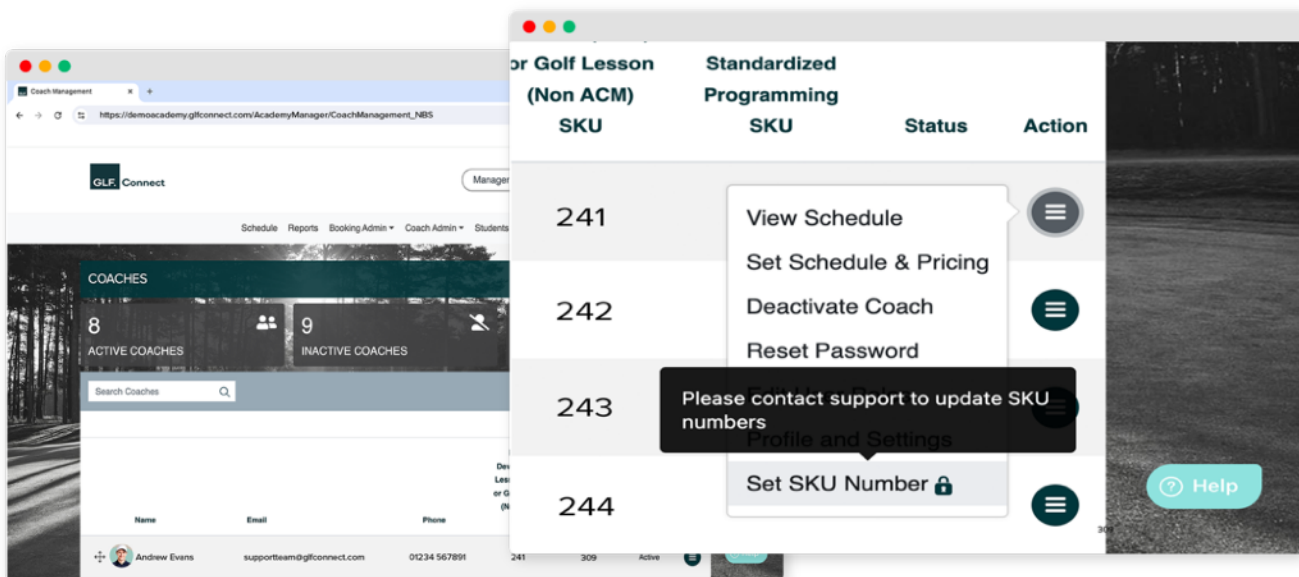 Coach Management
https://demoacademy.glfconnect.com/AcademyManager/CoachManagement_NBS
GLF. Connect
Manager
Schedule Reports Booking Admin Coach Admin Students
COACHES
8
ACTIVE COACHES
9
INACTIVE COACHES
Search Coaches
Name Email Phone
Andrew Evans supportteam@glfconnect.com 01234 567891 241 309 Active
or Golf Lesson
(Non ACM)
SKU
Standardized
Programming
SKU
Status
Action
241
242
243
244
View Schedule
Set Schedule & Pricing
Deactivate Coach
Reset Password
Please contact support to update SKU
numbers
Profile and Settings
Set SKU Number
Help
309